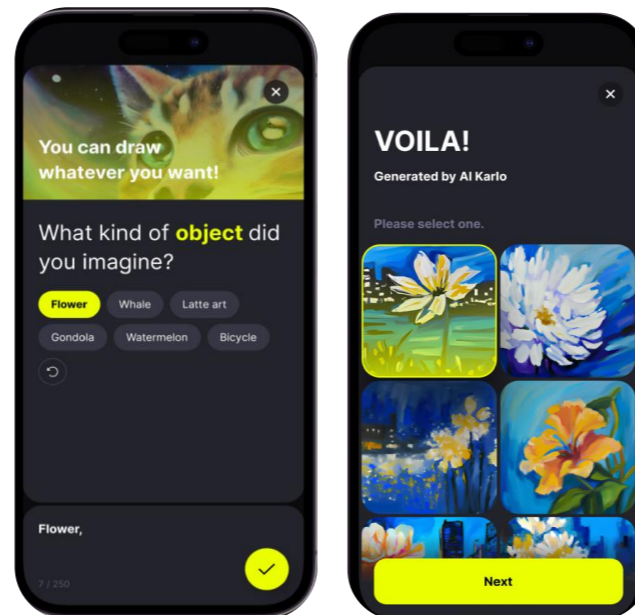 You can draw
whatever you want!
What kind of object did
you imagine?
Flower
Whale
Latte art
Gondola
Watermelon
Bicycle
Flower,
7 / 250
VOILA!
Generated by AI Karlo
Please select one.
Next